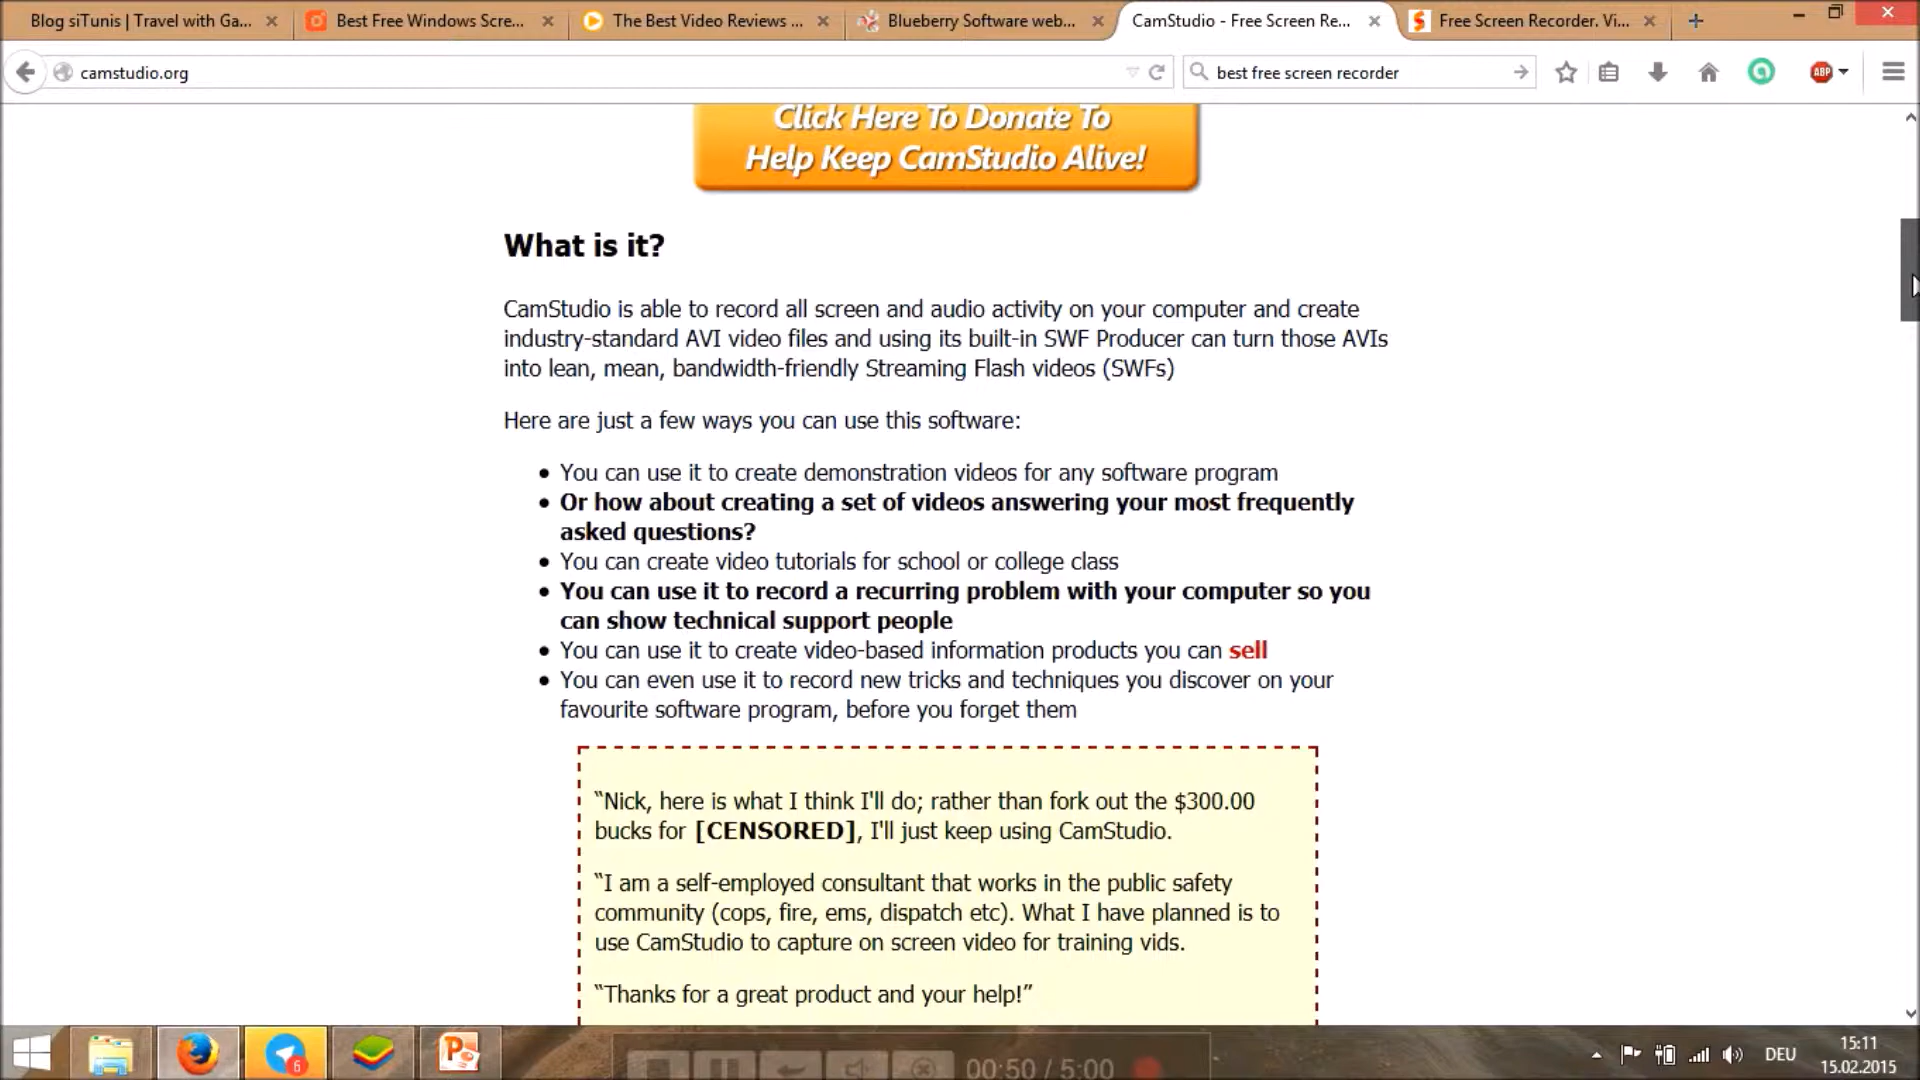 Blog siTunis | Travel with Ga...
Best Free Windows Scre...
The Best Video Reviews ...
Blueberry Software web...
CamStudio - Free Screen Re...
Free Screen Recorder. Vi...
camstudio.org
best free screen recorder
ABP
Click Here To Donate To
Help Keep CamStudio Alive!
What is it?
CamStudio is able to record all screen and audio activity on your computer and create
industry-standard AVI video files and using its built-in SWF Producer can turn those AVIs
into lean, mean, bandwidth-friendly Streaming Flash videos (SWFs)
Here are just a few ways you can use this software:
• You can use it to create demonstration videos for any software program
• Or how about creating a set of videos answering your most frequently
asked questions?
• You can create video tutorials for school or college class
• You can use it to record a recurring problem with your computer so you
can show technical support people
• You can use it to create video-based information products you can sell
• You can even use it to record new tricks and techniques you discover on your
favourite software program, before you forget them
“Nick, here is what I think I'll do; rather than fork out the $300.00
bucks for [CENSORED], I'll just keep using CamStudio.
“I am a self-employed consultant that works in the public safety
community (cops, fire, ems, dispatch etc). What I have planned is to
use CamStudio to capture on screen video for training vids.
“Thanks for a great product and your help!”
6
00:50 / 5:00
DEU
15:11
15.02.2015